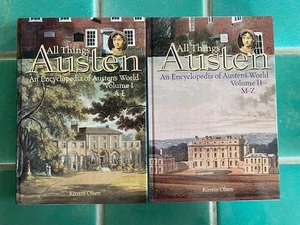 All Things
Austen
An Encyclopedia of Austen's World
Volume I
A-L
Kirstin Olsen
All Things
Austen
An Encyclopedia of Austen's World
Volume II
M-Z
Kirstin Olsen